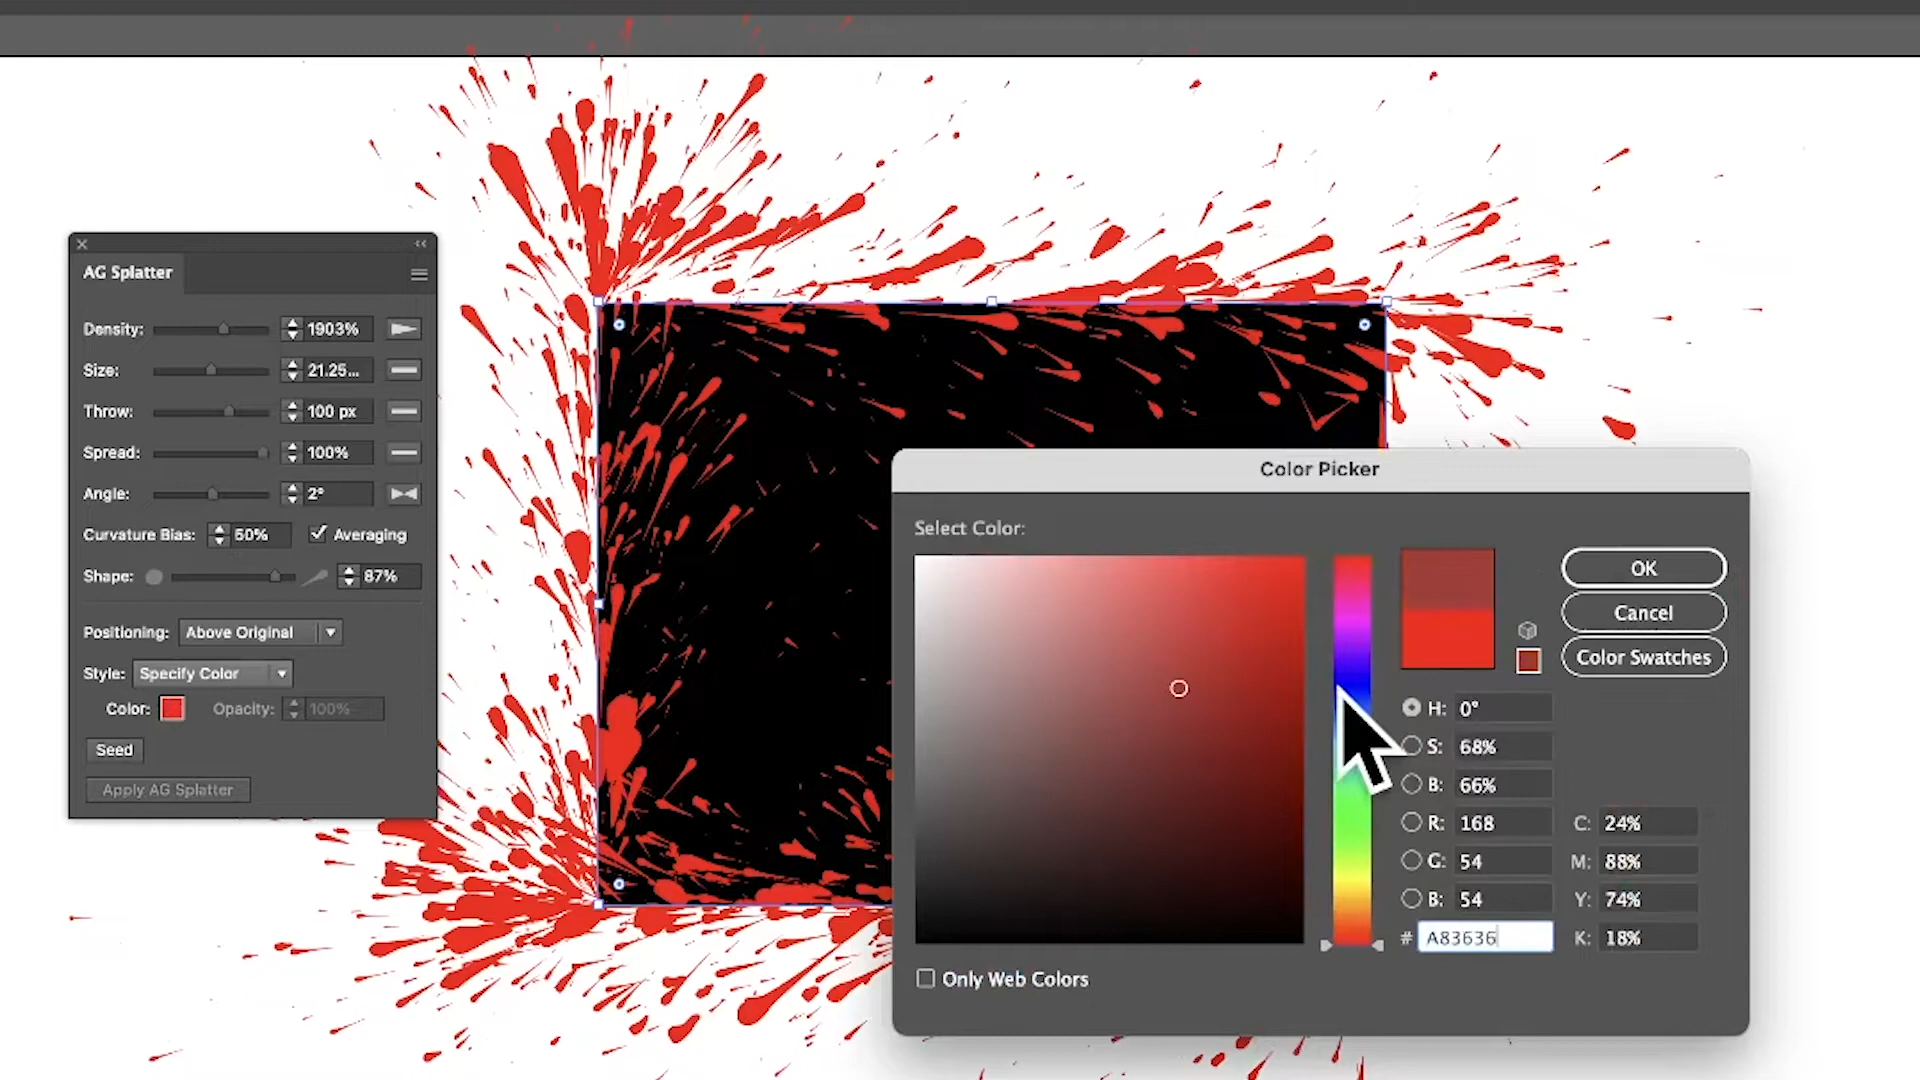 AG Splatter
Density: 1903%
Size: 21.25...
Throw: 100 px
Spread: 100%
Angle: 2°
Curvature Bias: 50% Averaging
Shape: 87%
Positioning: Above Original
Style: Specify Color
Color: Opacity: 100%
Seed
Apply AG Splatter
Color Picker
Select Color:
OK
Cancel
Color Swatches
H: 0°
S: 68%
B: 66%
R: 168 C: 24%
G: 54 M: 88%
B: 54 Y: 74%
# A83636 K: 18%
Only Web Colors